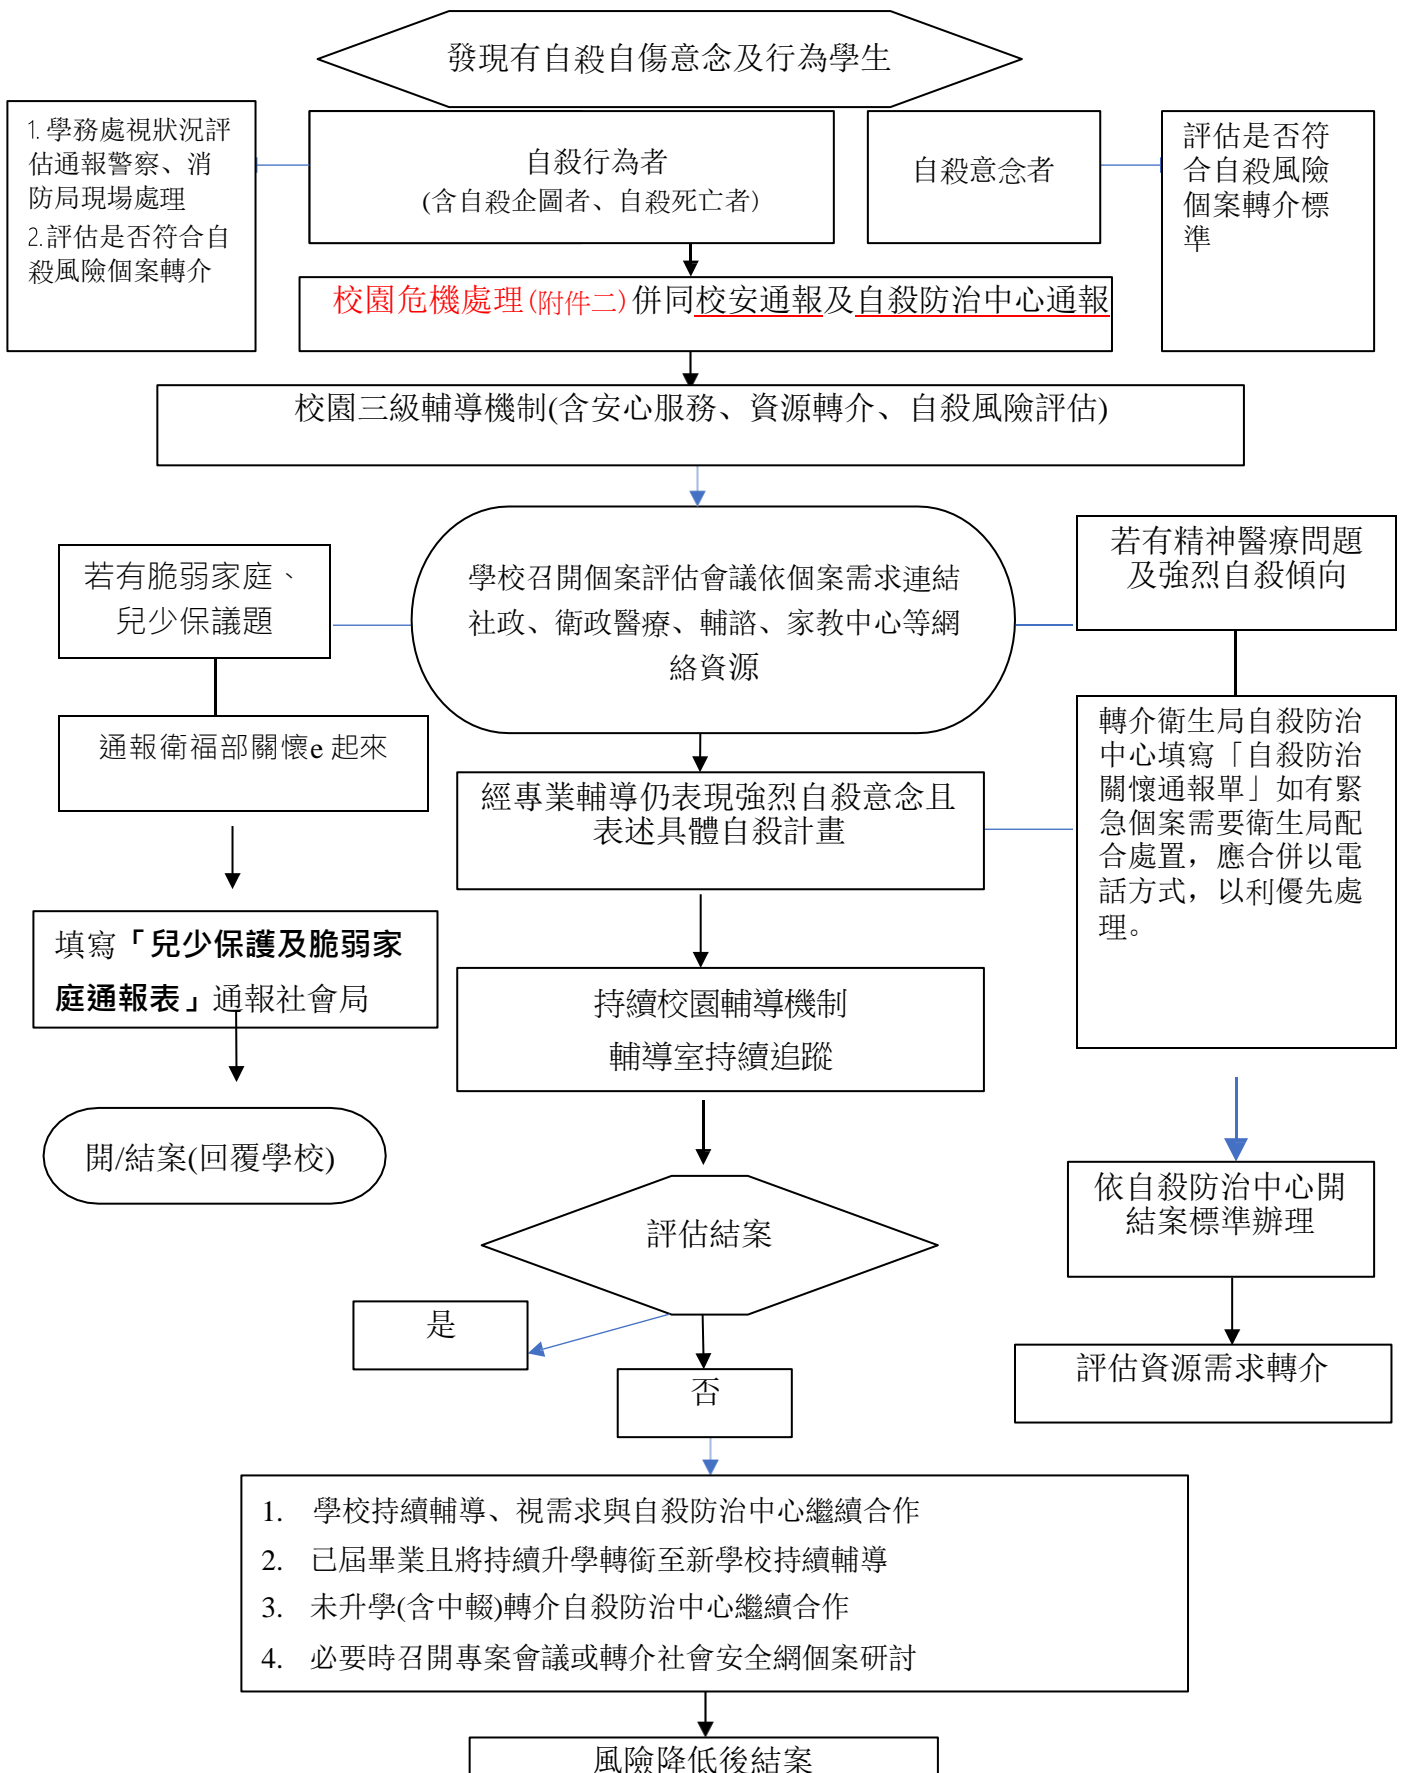 發現有自殺自傷意念及行為學生
1.學務處視狀況評
估通報警察、消
防局現場處理
2.評估是否符合自
殺風險個案轉介
自殺行為者
(含自殺企圖者、自殺死亡者)
自殺意念者
評估是否符
合自殺風險
個案轉介標
準
校園危機處理(附件二)併同校安通報及自殺防治中心通報
校園三級輔導機制(含安心服務、資源轉介、自殺風險評估)
若有脆弱家庭、
兒少保議題
學校召開個案評估會議依個案需求連結
社政、衛政醫療、輔諮、家教中心等網
絡資源
若有精神醫療問題
及強烈自殺傾向
通報衛福部關懷e 起來
經專業輔導仍表現強烈自殺意念且
表述具體自殺計畫
轉介衛生局自殺防治
中心填寫「自殺防治
關懷通報單」如有緊
急個案需要衛生局配
合處置，應合併以電
話方式，以利優先處
理。
填寫「兒少保護及脆弱家
庭通報表」通報社會局
持續校園輔導機制
輔導室持續追蹤
開/結案(回覆學校)
評估結案
依自殺防治中心開
結案標準辦理
是
否
評估資源需求轉介
1. 學校持續輔導、視需求與自殺防治中心繼續合作
2. 已屆畢業且將持續升學轉銜至新學校持續輔導
3. 未升學(含中輟)轉介自殺防治中心繼續合作
4. 必要時召開專案會議或轉介社會安全網個案研討
風險降低後結案